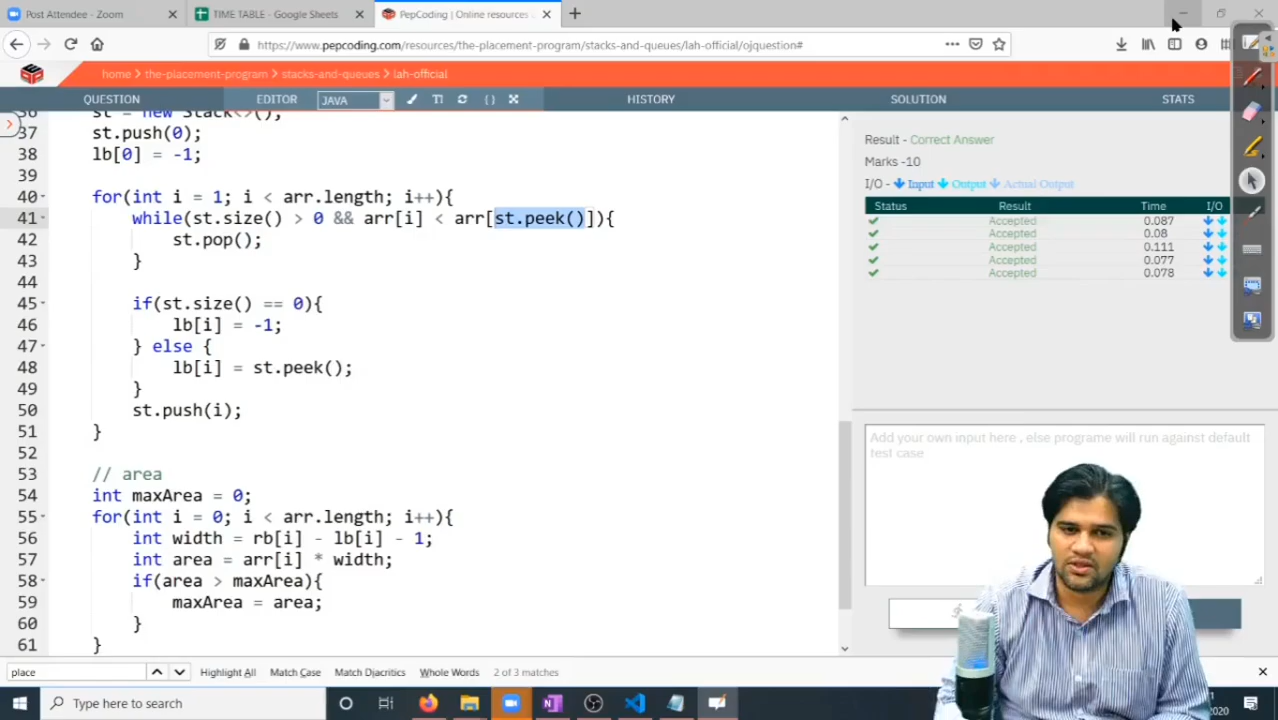 Post Attendee - Zoom
TIME TABLE - Google Sheets
PepCoding | Online resources
https://www.pepcoding.com/resources/the-placement-program/stacks-and-queues/lah-official/ojquestion#
home > the-placement-program > stacks-and-queues > lah-official
QUESTION EDITOR JAVA HISTORY SOLUTION STATS
36 st = new Stack<>();
37 st.push(0);
38 lb[0] = -1;
39
40 for(int i = 1; i < arr.length; i++){
41 while(st.size() > 0 && arr[i] < arr[st.peek()]){
42 st.pop();
43 }
44
45 if(st.size() == 0){
46 lb[i] = -1;
47 } else {
48 lb[i] = st.peek();
49 }
50 st.push(i);
51 }
52
53 // area
54 int maxArea = 0;
55 for(int i = 0; i < arr.length; i++){
56 int width = rb[i] - lb[i] - 1;
57 int area = arr[i] * width;
58 if(area > maxArea){
59 maxArea = area;
60 }
61 }
Result - Correct Answer
Marks -10
I/O - Input Output Actual Output
Status Result Time I/O
Accepted 0.087
Accepted 0.08
Accepted 0.111
Accepted 0.077
Accepted 0.078
Add your own input here , else programe will run against default
test case
place Highlight All Match Case Match Diacritics Whole Words 2 of 3 matches
Type here to search
2020